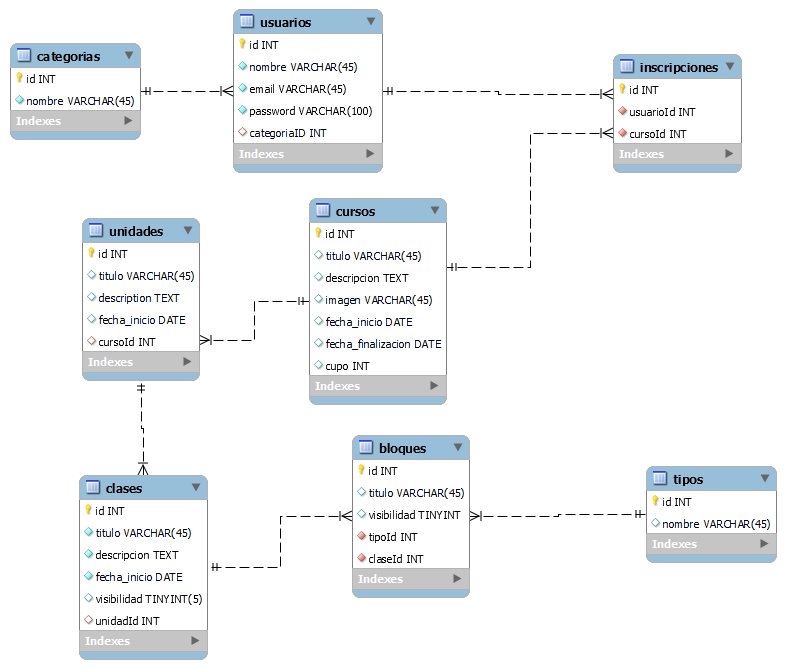 categorias
id INT
nombre VARCHAR(45)
Indexes
usuarios
id INT
nombre VARCHAR(45)
email VARCHAR(45)
password VARCHAR(100)
categoriaID INT
Indexes
inscripciones
id INT
usuarioId INT
cursoId INT
Indexes
unidades
id INT
titulo VARCHAR(45)
description TEXT
fecha_inicio DATE
cursoId INT
Indexes
cursos
id INT
titulo VARCHAR(45)
descripcion TEXT
imagen VARCHAR(45)
fecha_inicio DATE
fecha_finalizacion DATE
cupo INT
Indexes
clases
id INT
titulo VARCHAR(45)
descripcion TEXT
fecha_inicio DATE
visibilidad TINYINT(5)
unidadId INT
Indexes
bloques
id INT
titulo VARCHAR(45)
visibilidad TINYINT
tipoId INT
claseId INT
Indexes
tipos
id INT
nombre VARCHAR(45)
Indexes